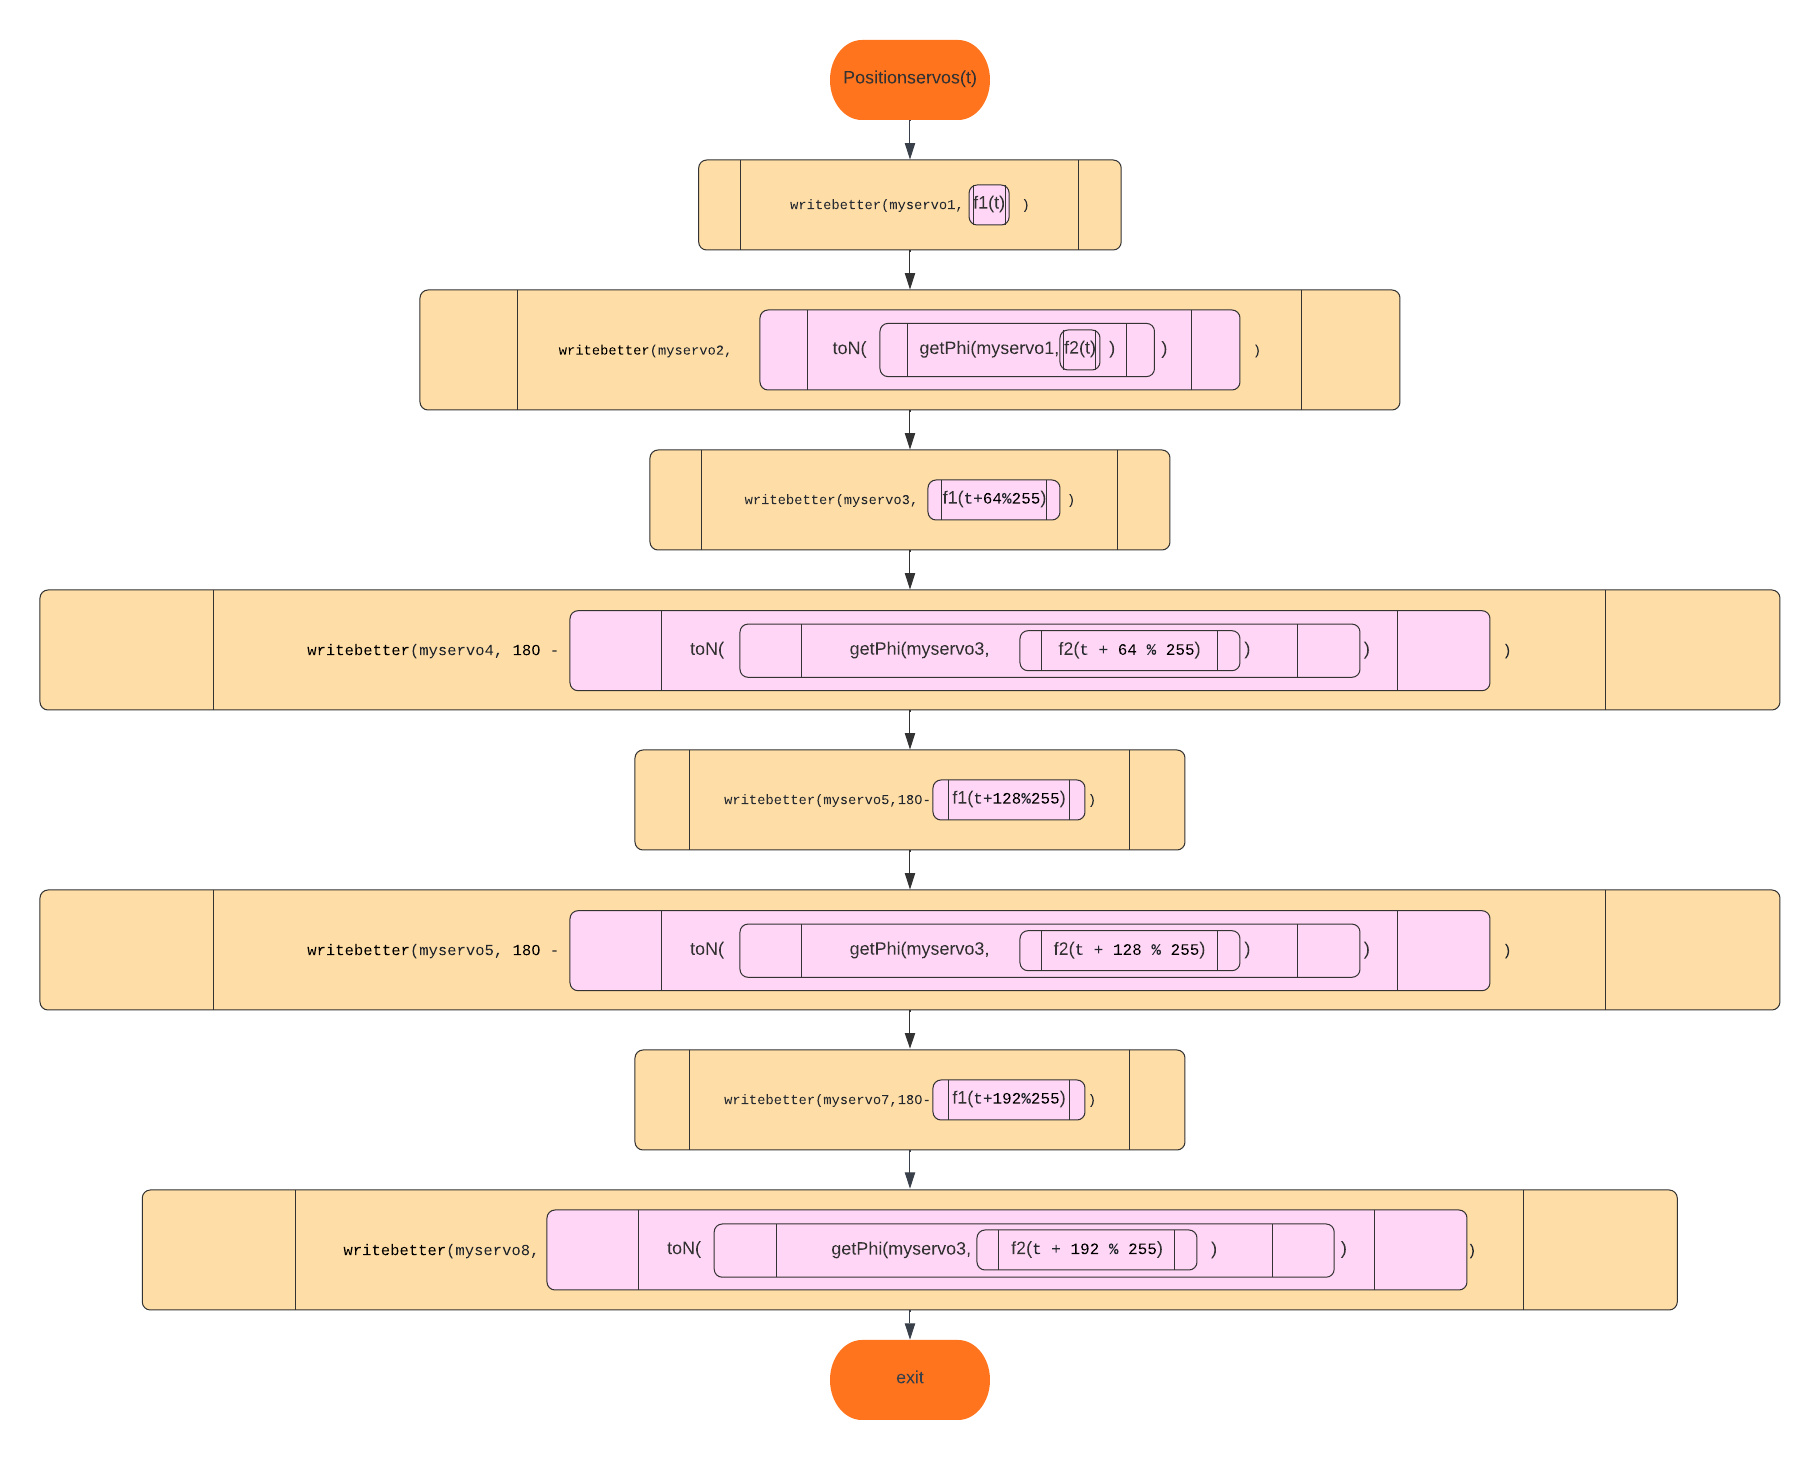 Positionservos(t)
writebetter(myservo1, f1(t) )
writebetter(myservo2, toN( getPhi(myservo1, f2(t) ) ) )
writebetter(myservo3, f1(t+64%255) )
writebetter(myservo4, 180 - toN( getPhi(myservo3, f2(t + 64 % 255) ) ) )
writebetter(myservo5,180- f1(t+128%255) )
writebetter(myservo5, 180 - toN( getPhi(myservo3, f2(t + 128 % 255) ) ) )
writebetter(myservo7,180- f1(t+192%255) )
writebetter(myservo8, toN( getPhi(myservo3, f2(t + 192 % 255) ) ) )
exit